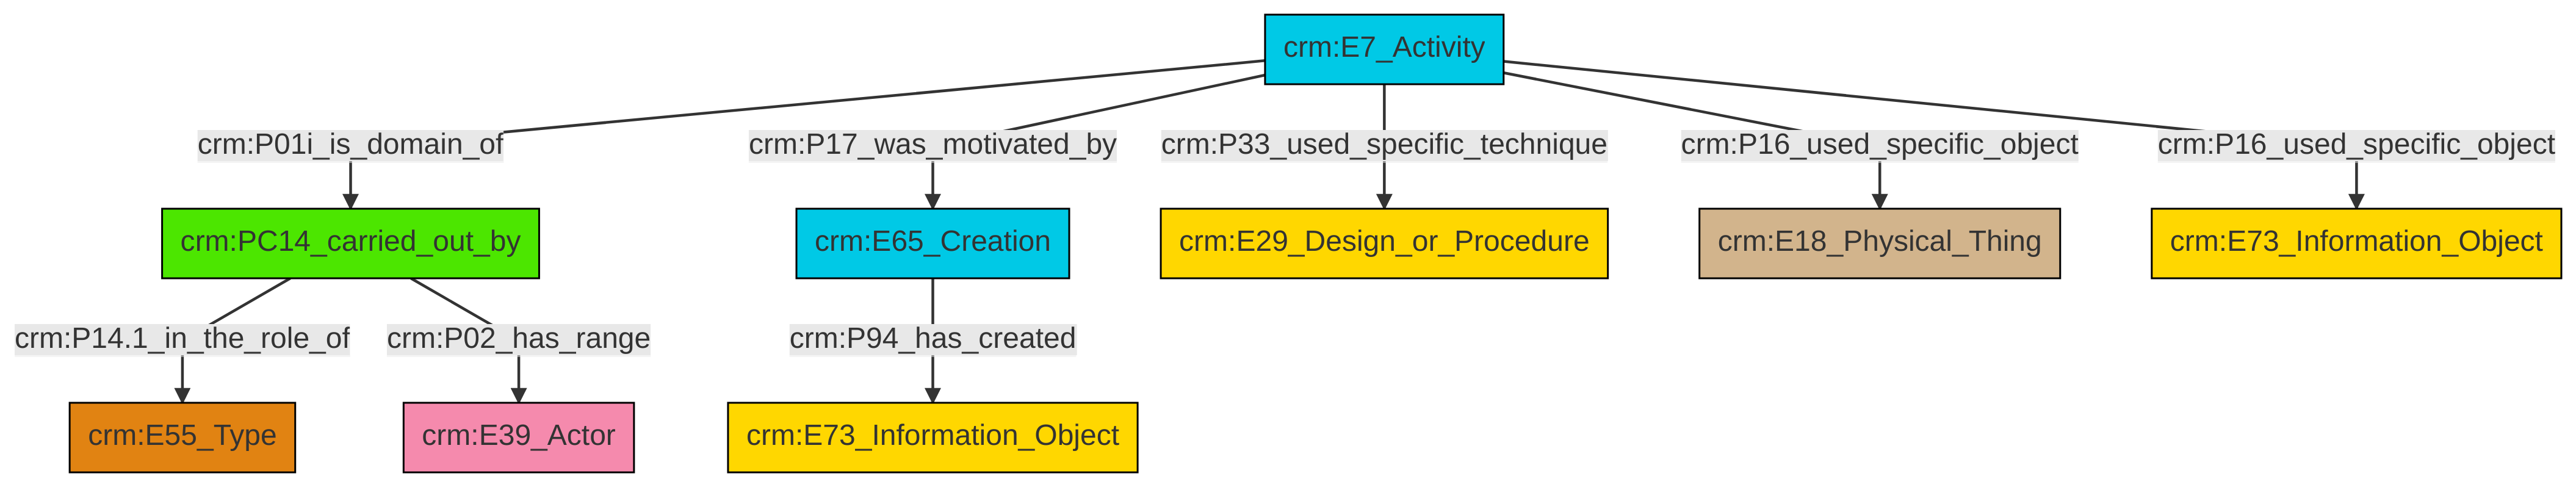 crm:E7_Activity
crm:P01i_is_domain_of
crm:P17_was_motivated_by
crm:P33_used_specific_technique
crm:P16_used_specific_object
crm:P16_used_specific_object
crm:PC14_carried_out_by
crm:E65_Creation
crm:E29_Design_or_Procedure
crm:E18_Physical_Thing
crm:E73_Information_Object
crm:P14.1_in_the_role_of
crm:P02_has_range
crm:P94_has_created
crm:E55_Type
crm:E39_Actor
crm:E73_Information_Object